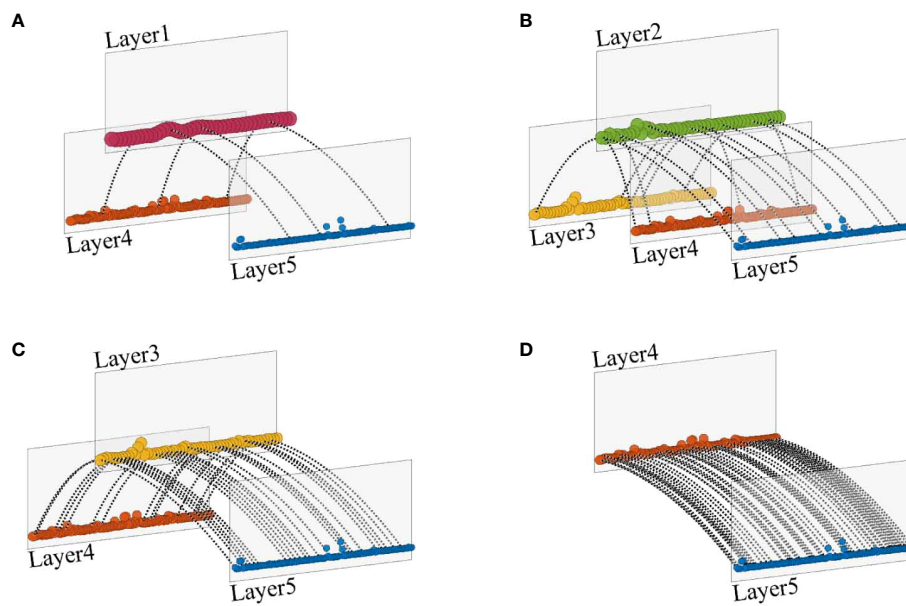 A
Layer1
Layer4
Layer5
B
Layer2
Layer3
Layer4
Layer5
C
Layer3
Layer4
Layer5
D
Layer4
Layer5